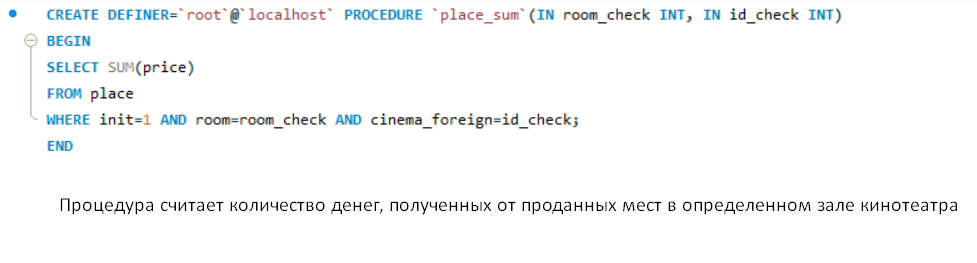 CREATE DEFINER=`root`@`localhost` PROCEDURE `place_sum`(IN room_check INT, IN id_check INT)
BEGIN
SELECT SUM(price)
FROM place
WHERE init=1 AND room=room_check AND cinema_foreign=id_check;
END
Процедура считает количество денег, полученных от проданных мест в определенном зале кинотеатра